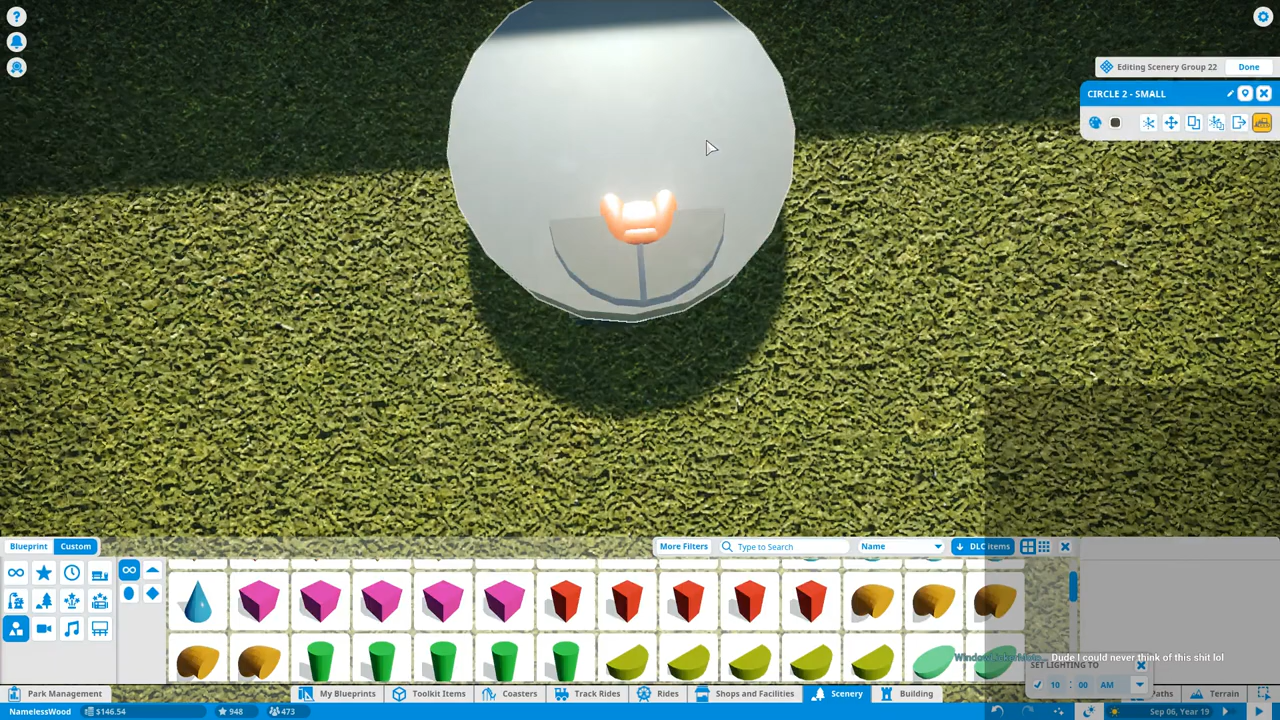 Editing Scenery Group 22
Done
CIRCLE 2 - SMALL
Blueprint
Custom
More Filters
Type to Search
Name
DLC items
Dude I could never think of this shit lol
SET LIGHTING TO
10 : 00 AM
Park Management
My Blueprints
Toolkit Items
Coasters
Track Rides
Rides
Shops and Facilities
Scenery
Building
Paths
Terrain
NamelessWood
$146.54
948
473
Sep 06, Year 19